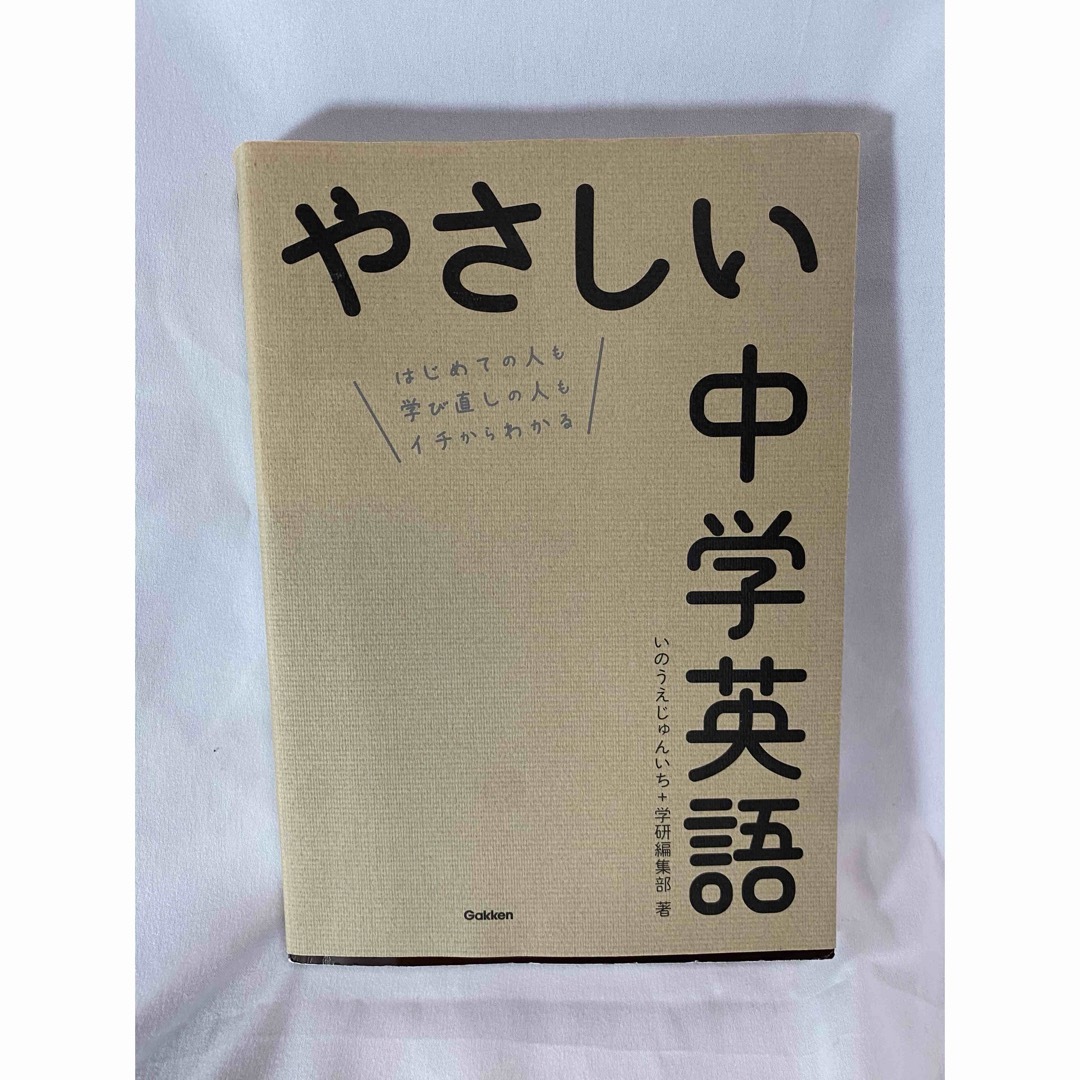 やさしい
中学英語
はじめての人も
学び直しの人も
イチからわかる
いのうえじゅんいち+学研編集部 著
Gakken